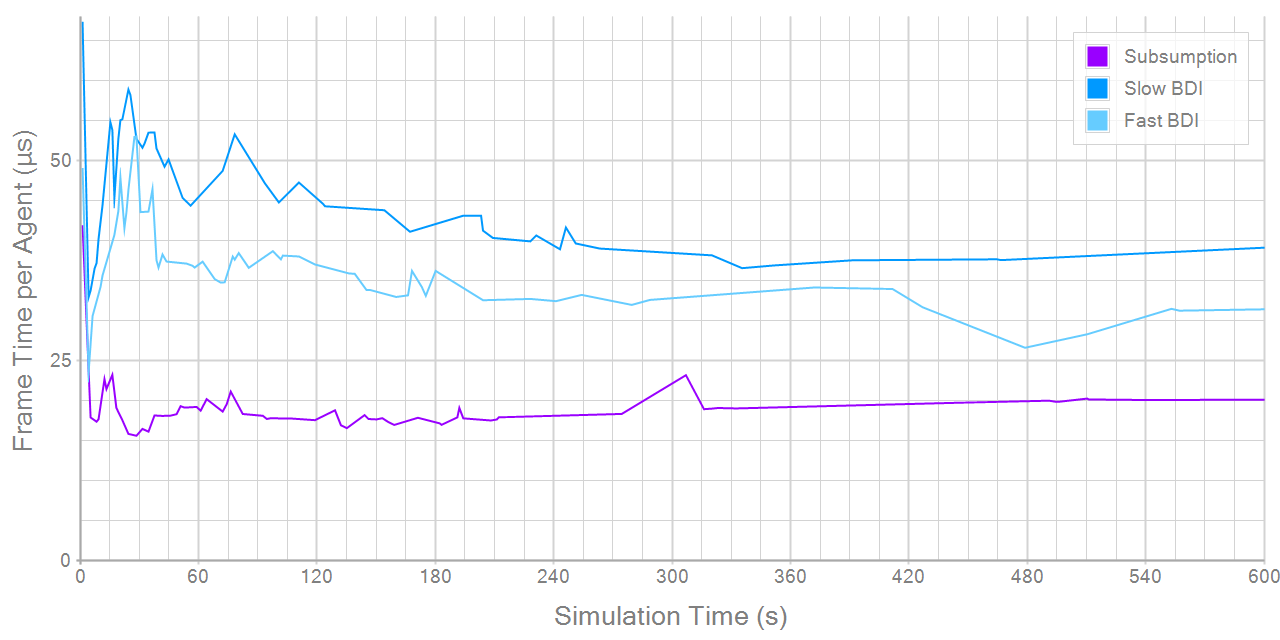 Frame Time per Agent (µs)
50
25
0
Subsumption
Slow BDI
Fast BDI
0 60 120 180 240 300 360 420 480 540 600
Simulation Time (s)